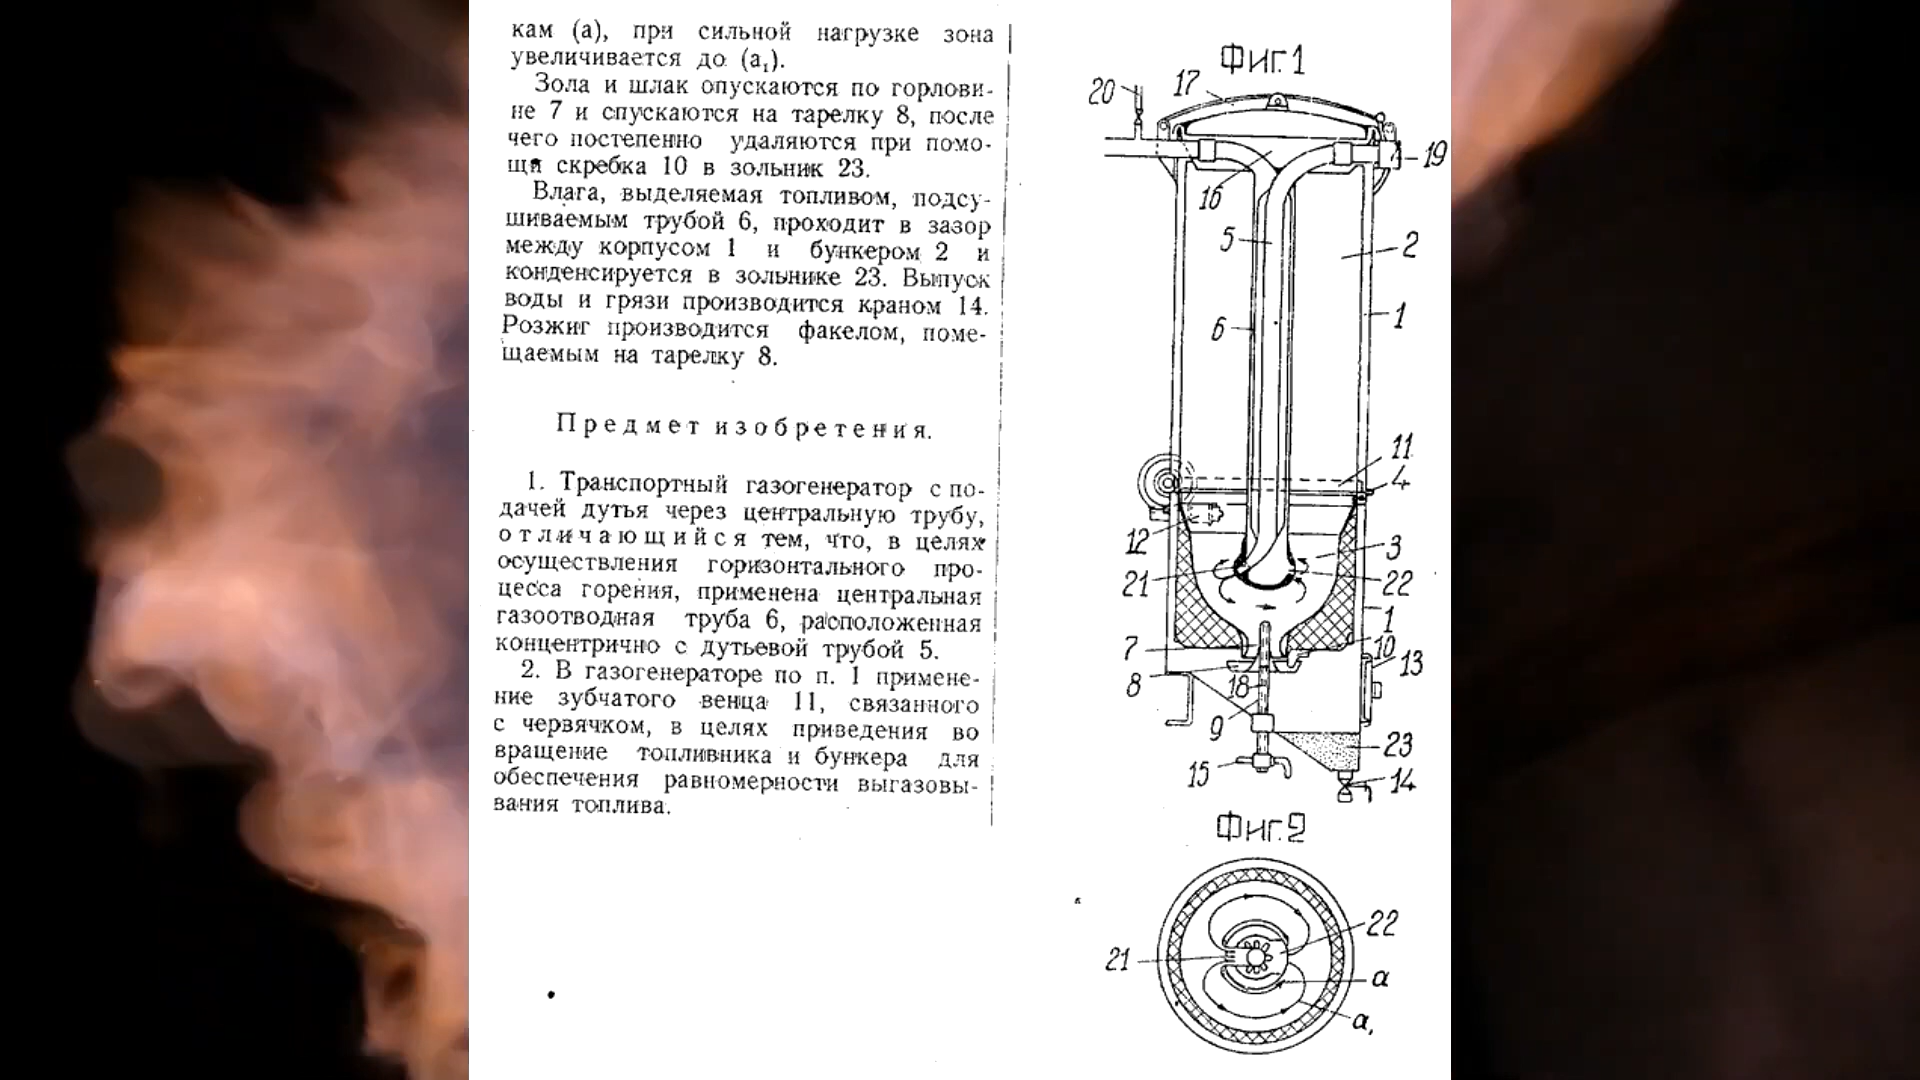 кам (а), при сильной нагрузке зона
увеличивается до (а₁).
Зола и шлак опускаются по горлови-
не 7 и спускаются на тарелку 8, после
чего постепенно удаляются при помо-
щи скребка 10 в зольник 23.
Влага, выделяемая топливом, подсу-
шиваемым трубой 6, проходит в зазор
между корпусом 1 и бункером 2 и
конденсируется в зольнике 23. Выпуск
воды и грязи производится краном 14.
Розжиг производится факелом, поме-
щаемым на тарелку 8.
Предмет изобретения.
1. Транспортный газогенератор с по-
дачей дутья через центральную трубу,
отличающийся тем, что, в целях
осуществления горизонтального про-
цесса горения, применена центральная
газоотводная труба 6, расположенная
концентрично с дутьевой трубой 5.
2. В газогенераторе по п. 1 примене-
ние зубчатого венца 11, связанного
с червячком, в целях приведения во
вращение топливника и бункера для
обеспечения равномерности выгазовы-
вания топлива.
Фиг.1
20
17
19
16
5
2
1
6
11
4
12
3
21
22
1
7
10
13
8
18
9
23
15
14
Фиг.2
22
21
а
а₁